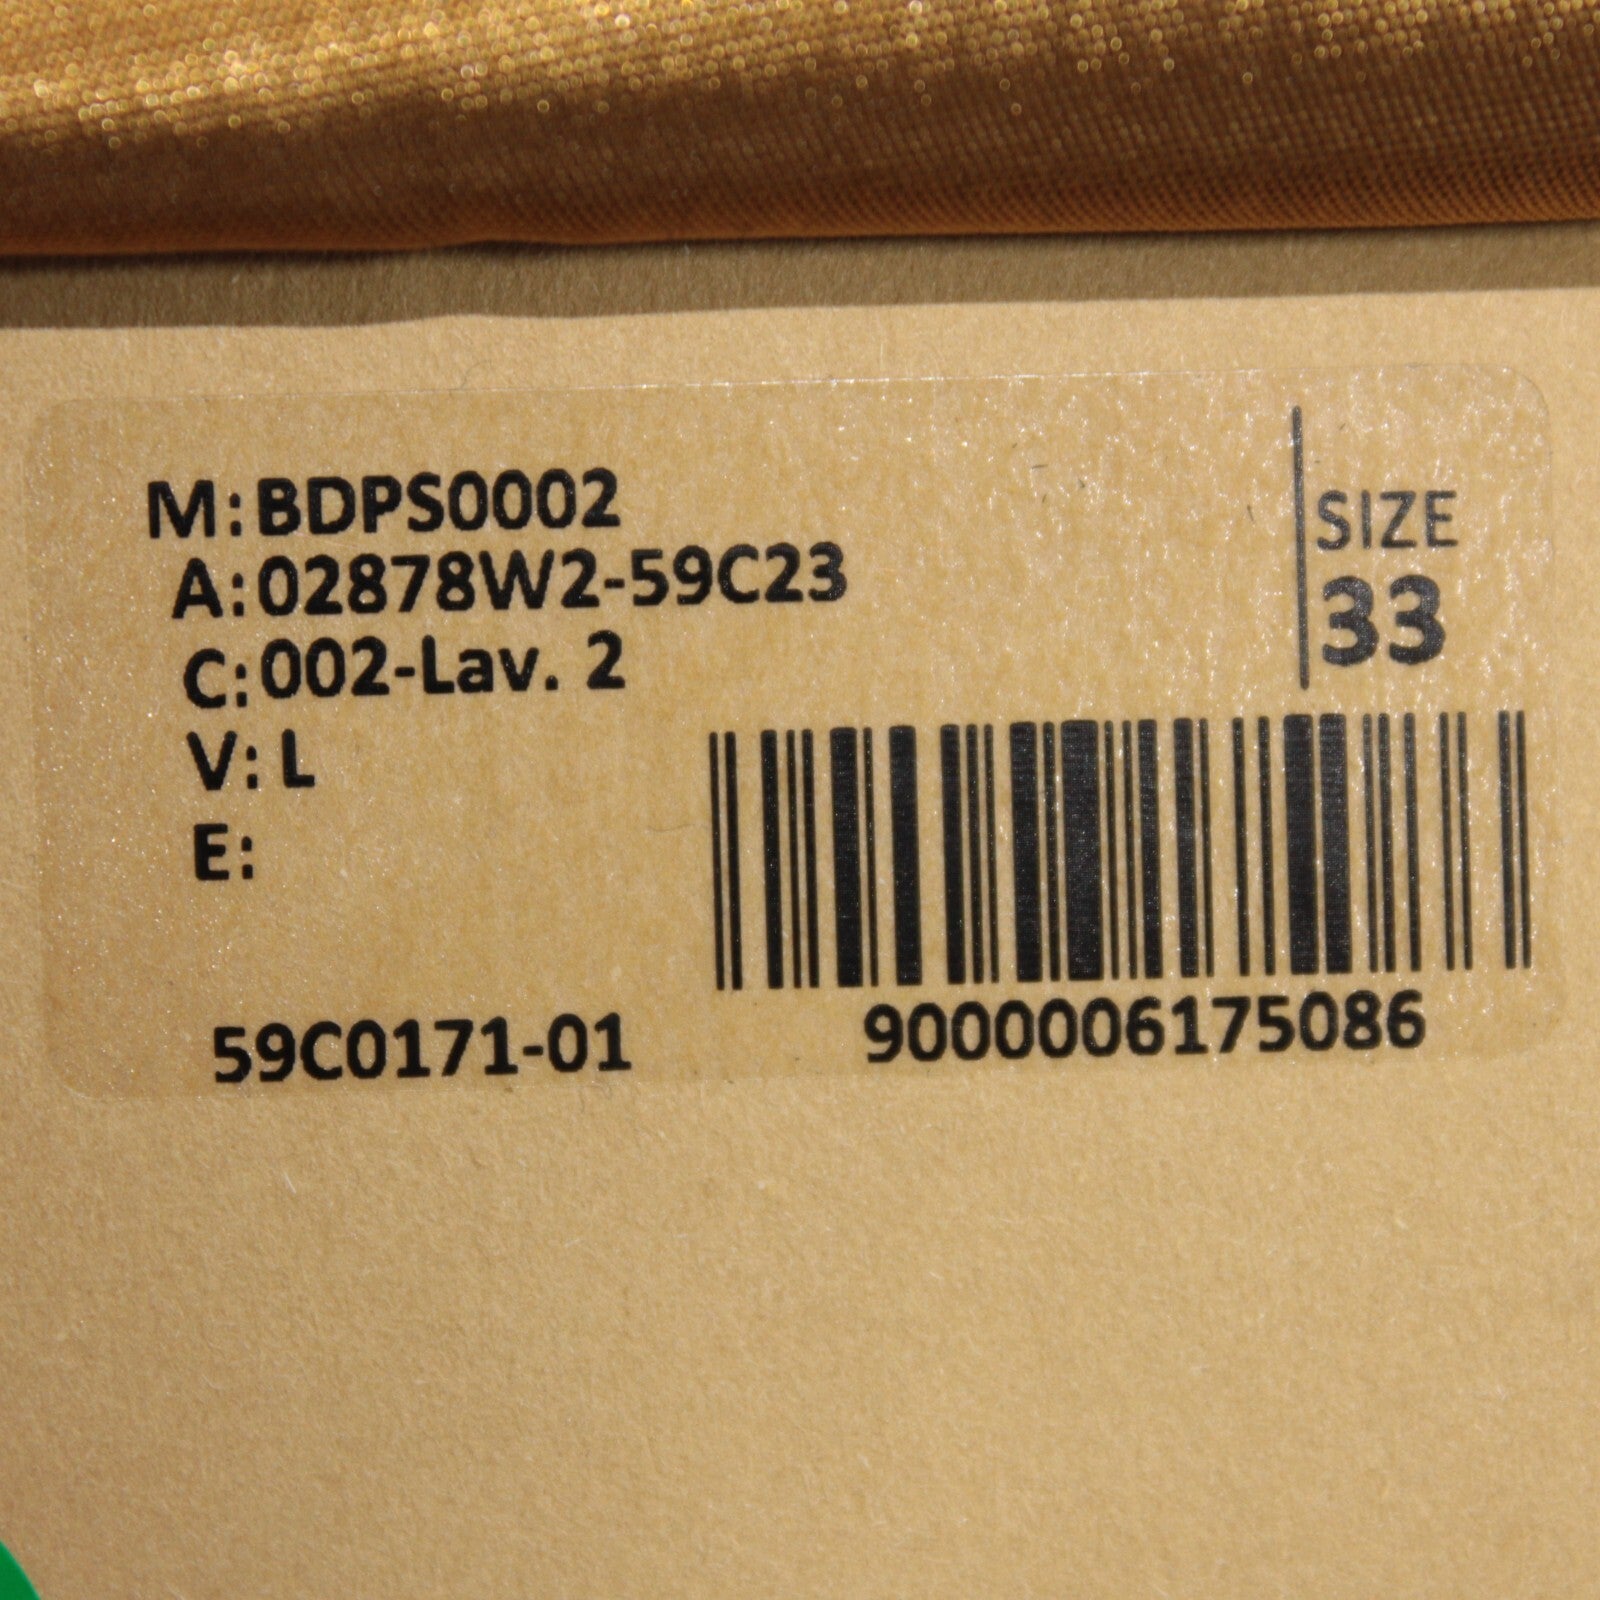 M: BDPS0002
A: 02878W2-59C23
C: 002-Lav. 2
V: L
E:
SIZE
33
59C0171-01
9000006175086